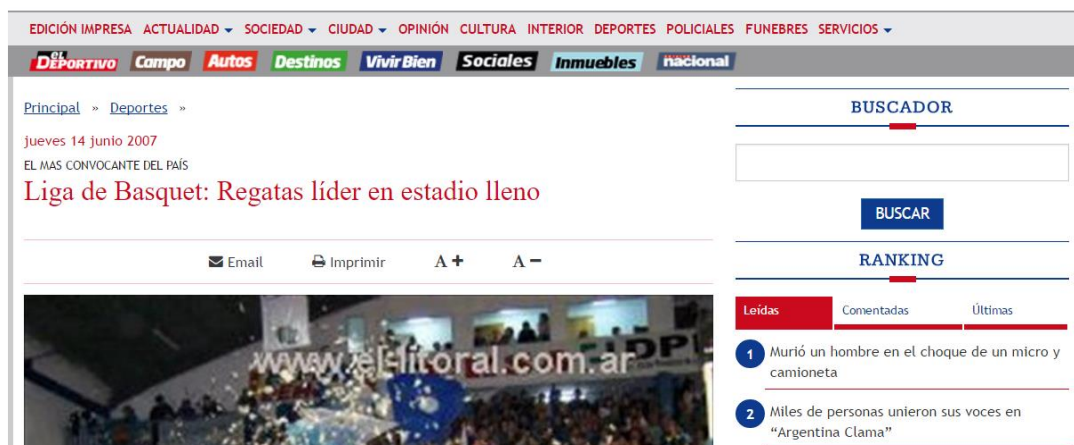 EDICIÓN IMPRESA ACTUALIDAD SOCIEDAD CIUDAD OPINIÓN CULTURA INTERIOR DEPORTES POLICIALES FUNEBRES SERVICIOS
EL DEPORTIVO Campo Autos Destinos Vivir Bien Sociales Inmuebles nacional
Principal » Deportes »
jueves 14 junio 2007
EL MAS CONVOCANTE DEL PAÍS
Liga de Basquet: Regatas líder en estadio lleno
Email Imprimir A+ A-
www.el-litoral.com.ar
BUSCADOR
BUSCAR
RANKING
Leídas Comentadas Últimas
1 Murió un hombre en el choque de un micro y
camioneta
2 Miles de personas unieron sus voces en
“Argentina Clama”